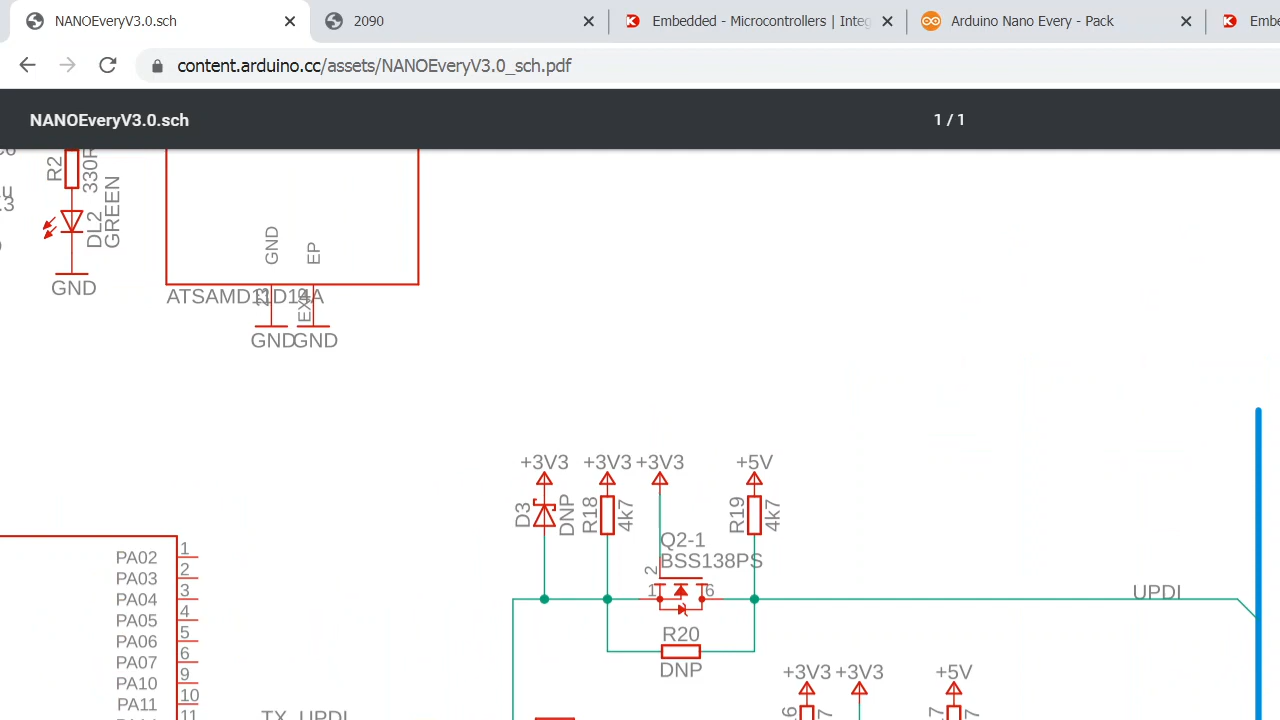 NANOEveryV3.0.sch
2090
Embedded - Microcontrollers | Integ
Arduino Nano Every - Pack
Embe
content.arduino.cc/assets/NANOEveryV3.0_sch.pdf
NANOEveryV3.0.sch
1 / 1
R2
330R
DL2
GREEN
GND
GND
EP
ATSAMD11D14A
23
GND
GND
+3V3
+3V3
+3V3
+5V
D3
DNP
R18
4k7
R19
4k7
Q2-1
BSS138PS
2
1
6
UPDI
R20
DNP
PA02 1
PA03 2
PA04 3
PA05 4
PA06 5
PA07 6
PA10 9
PA11 10
11
TX_UPDI
+3V3
+3V3
+5V